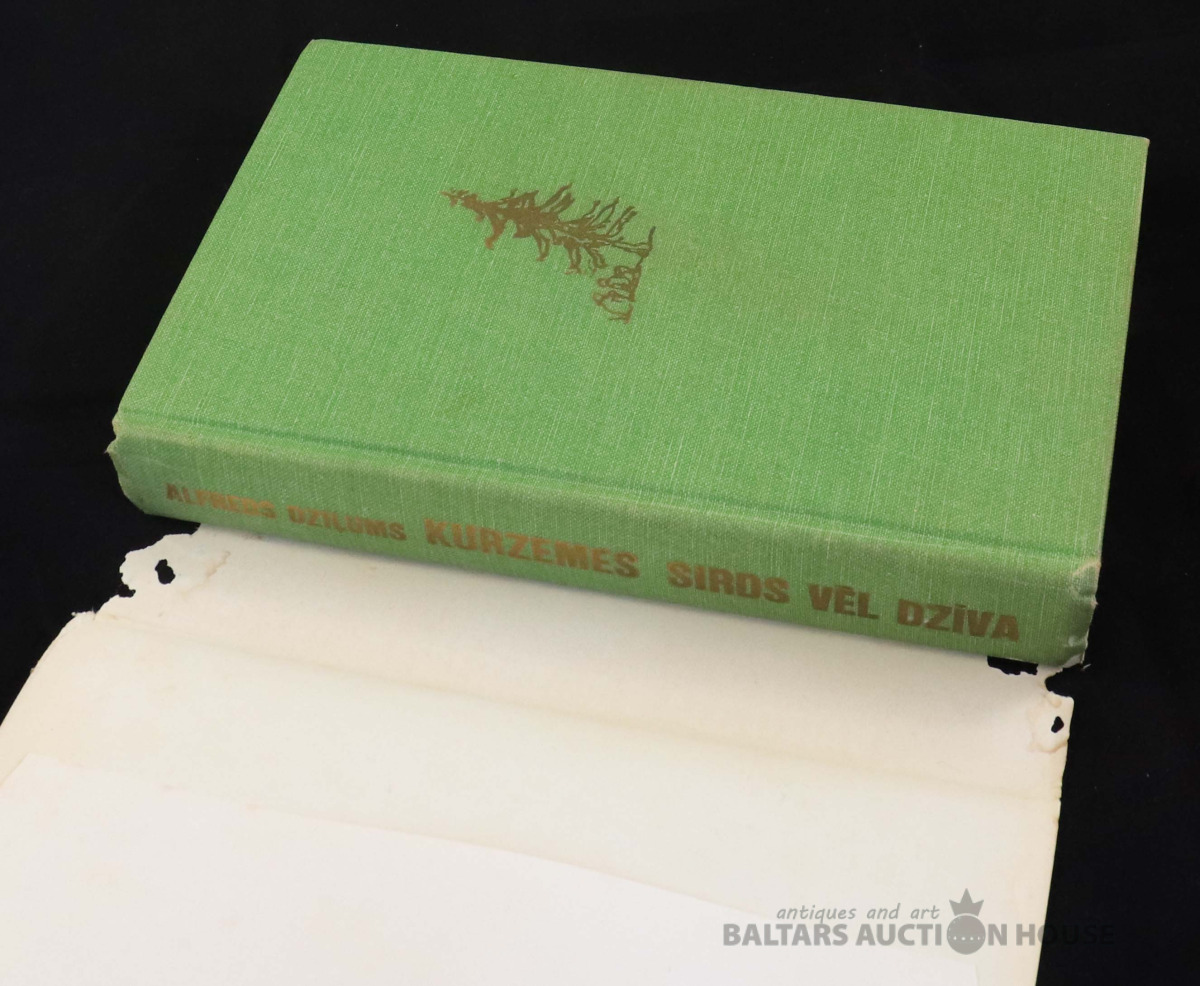 ALFREDS DZILUMS KURZEMES SIRDS VĒL DZĪVA
antiques and art
BALTARS AUCTION HOUSE